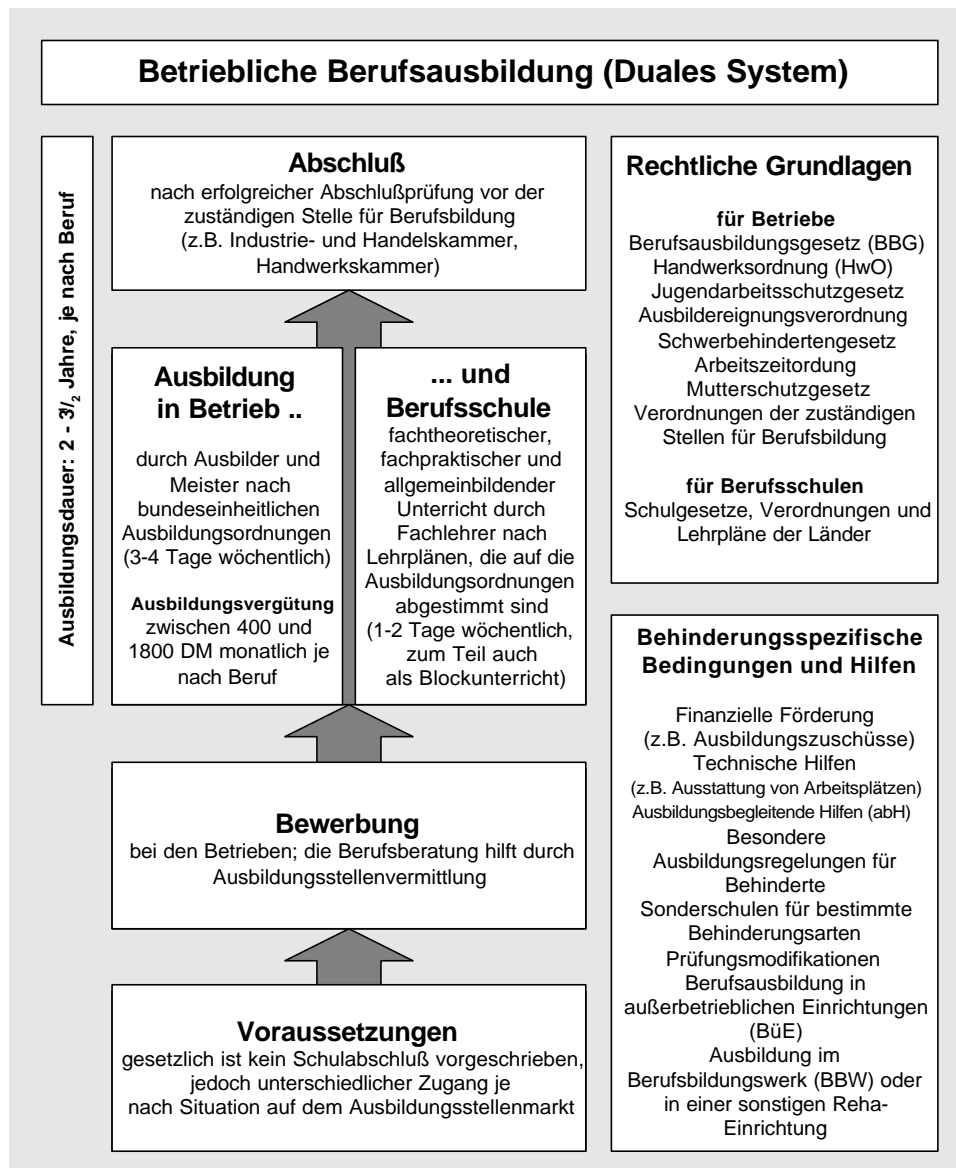 Betriebliche Berufsausbildung (Duales System)
Ausbildungsdauer: 2 - 3/2 Jahre, je nach Beruf
Abschluß
nach erfolgreicher Abschlußprüfung vor der
zuständigen Stelle für Berufsbildung
(z.B. Industrie- und Handelskammer,
Handwerkskammer)
Ausbildung
in Betrieb ..
durch Ausbilder und
Meister nach
bundeseinheitlichen
Ausbildungsordnungen
(3-4 Tage wöchentlich)
Ausbildungsvergütung
zwischen 400 und
1800 DM monatlich je
nach Beruf
... und
Berufsschule
fachtheoretischer,
fachpraktischer und
allgemeinbildender
Unterricht durch
Fachlehrer nach
Lehrplänen, die auf die
Ausbildungsordnungen
abgestimmt sind
(1-2 Tage wöchentlich,
zum Teil auch
als Blockunterricht)
Bewerbung
bei den Betrieben; die Berufsberatung hilft durch
Ausbildungsstellenvermittlung
Voraussetzungen
gesetzlich ist kein Schulabschluß vorgeschrieben,
jedoch unterschiedlicher Zugang je
nach Situation auf dem Ausbildungsstellenmarkt
Rechtliche Grundlagen
für Betriebe
Berufsausbildungsgesetz (BBG)
Handwerksordnung (HwO)
Jugendarbeitsschutzgesetz
Ausbildereignungsverordnung
Schwerbehindertengesetz
Arbeitszeitordung
Mutterschutzgesetz
Verordnungen der zuständigen
Stellen für Berufsbildung
für Berufsschulen
Schulgesetze, Verordnungen und
Lehrpläne der Länder
Behinderungsspezifische
Bedingungen und Hilfen
Finanzielle Förderung
(z.B. Ausbildungszuschüsse)
Technische Hilfen
(z.B. Ausstattung von Arbeitsplätzen)
Ausbildungsbegleitende Hilfen (abH)
Besondere
Ausbildungsregelungen für
Behinderte
Sonderschulen für bestimmte
Behinderungsarten
Prüfungsmodifikationen
Berufsausbildung in
außerbetrieblichen Einrichtungen
(BüE)
Ausbildung im
Berufsbildungswerk (BBW) oder
in einer sonstigen Reha-
Einrichtung